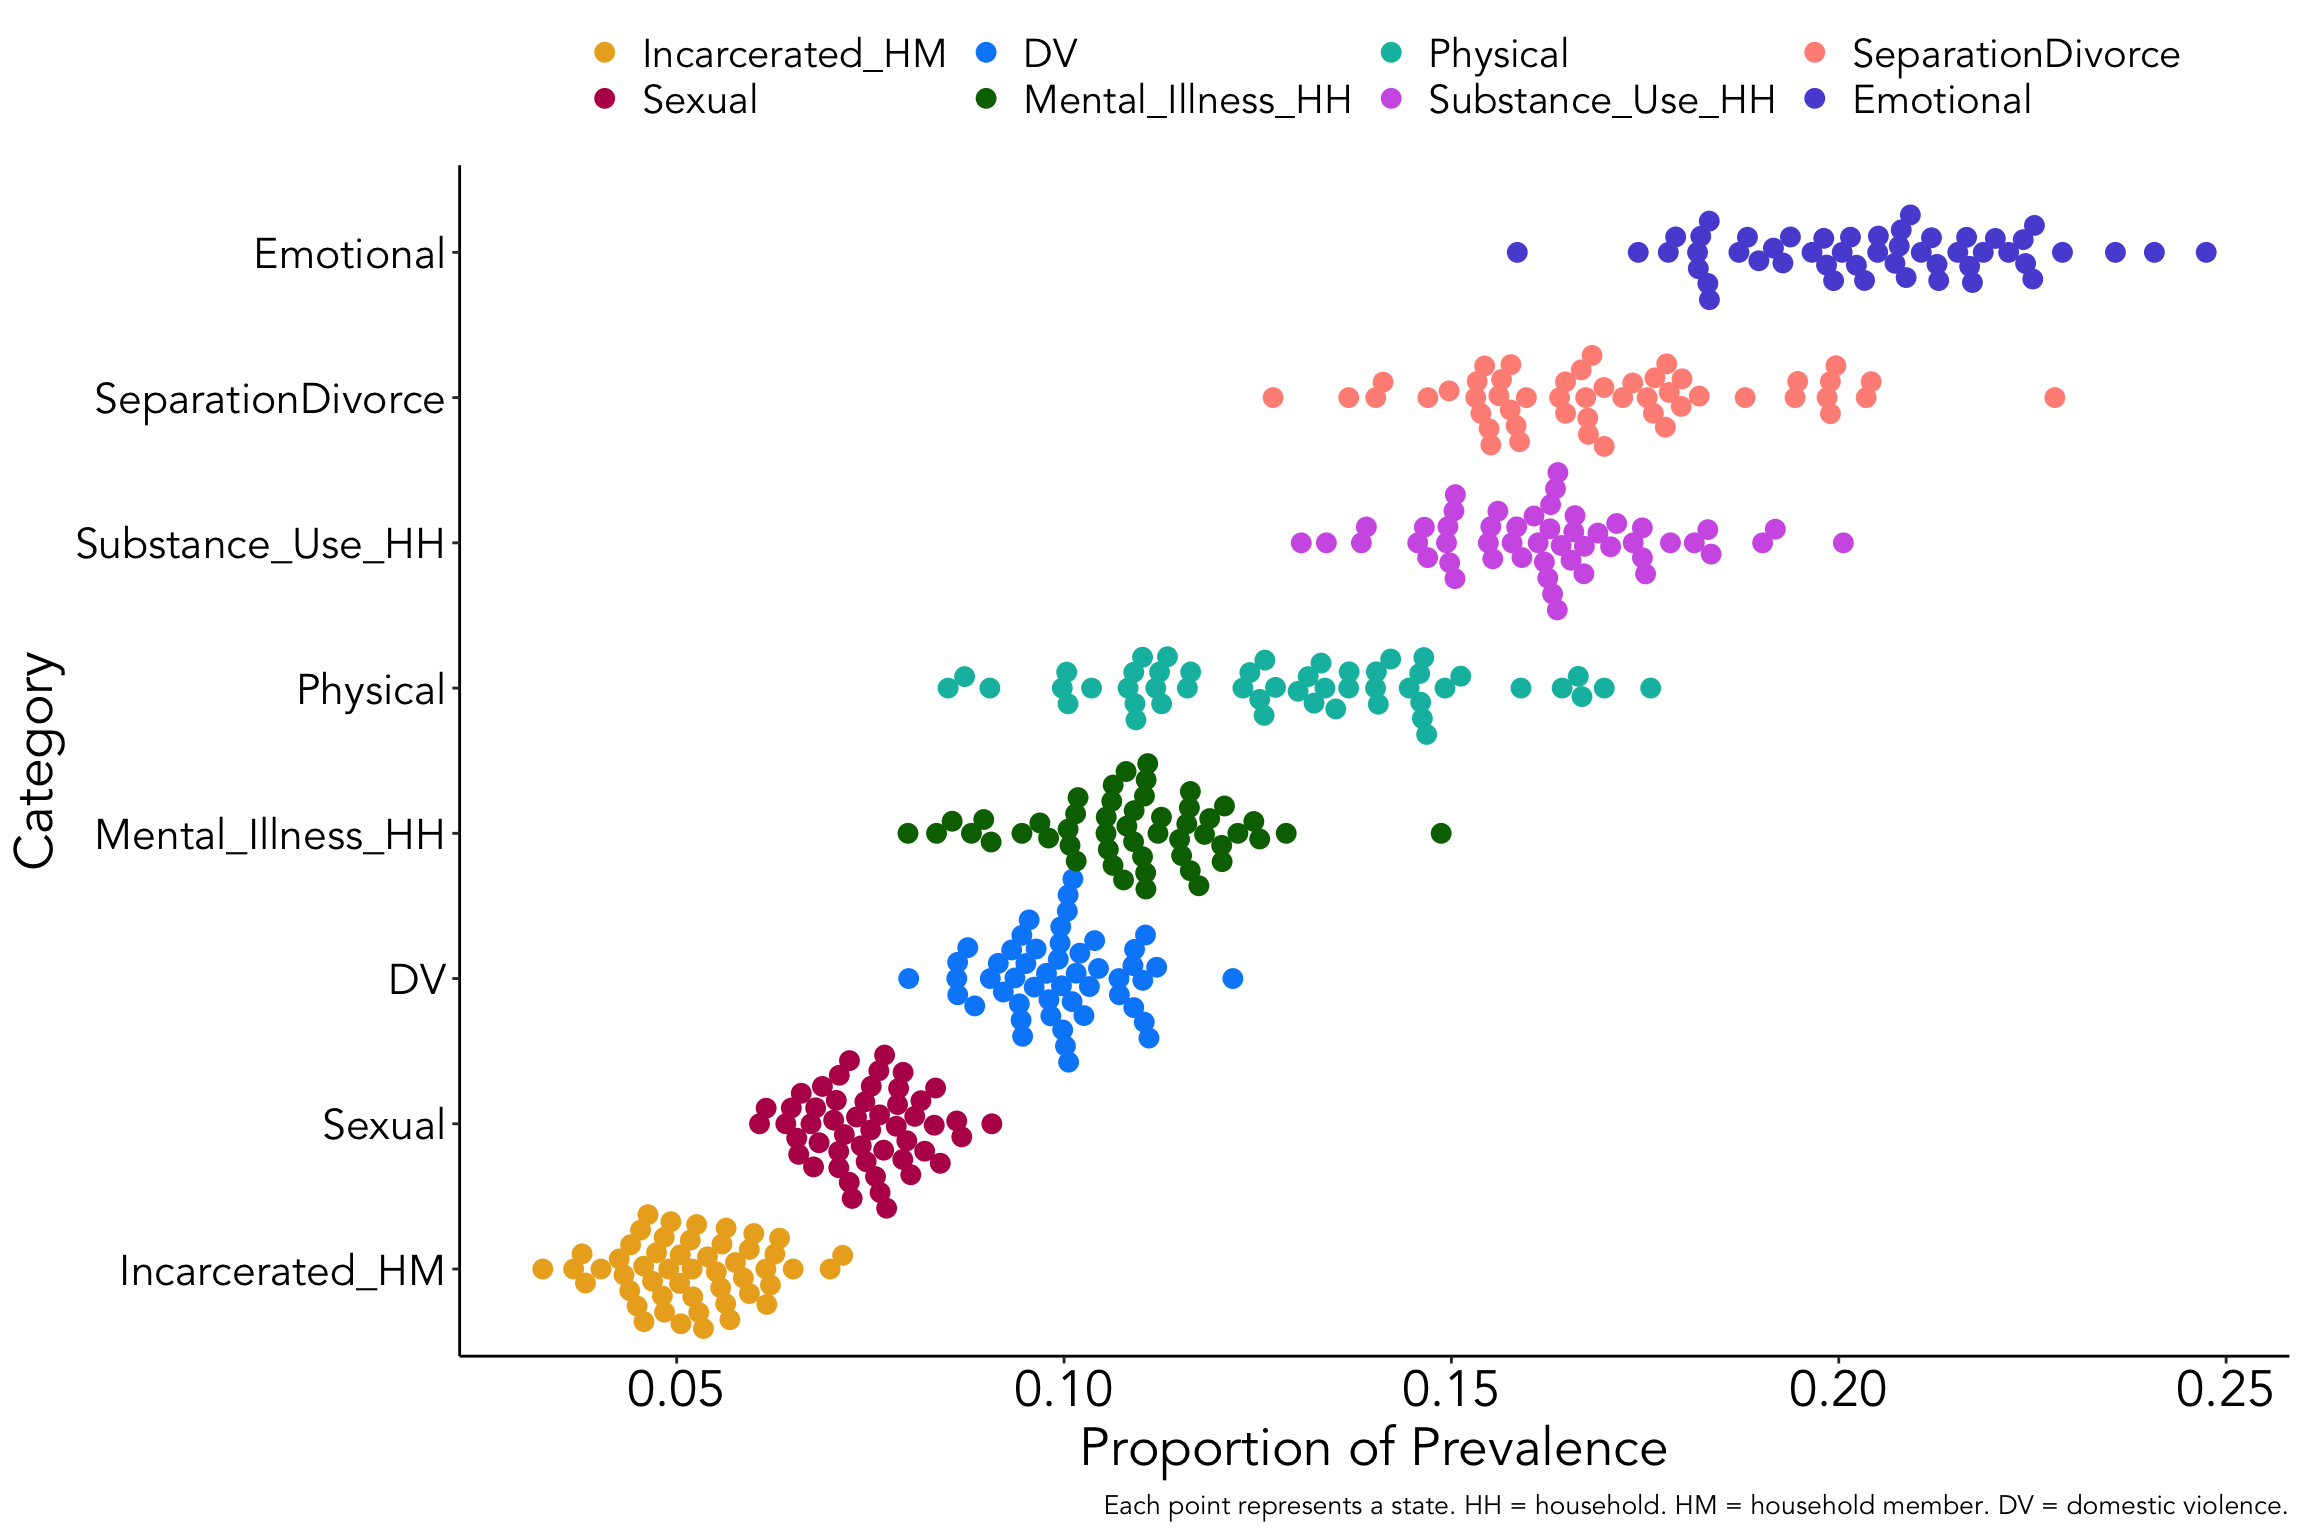 Incarcerated_HM DV Physical SeparationDivorce
Sexual Mental_Illness_HH Substance_Use_HH Emotional
Emotional
SeparationDivorce
Substance_Use_HH
Physical
Mental_Illness_HH
DV
Sexual
Incarcerated_HM
Category
0.05 0.10 0.15 0.20 0.25
Proportion of Prevalence
Each point represents a state. HH = household. HM = household member. DV = domestic violence.